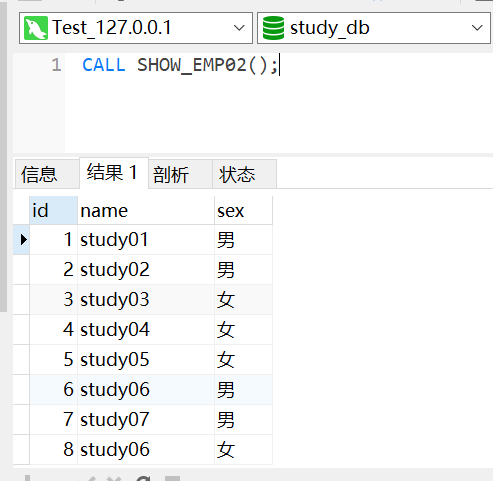 Test_127.0.0.1 study_db
1 CALL SHOW_EMP02();
信息 结果 1 剖析 状态
id name sex
1 study01 男
2 study02 男
3 study03 女
4 study04 女
5 study05 女
6 study06 男
7 study07 男
8 study06 女